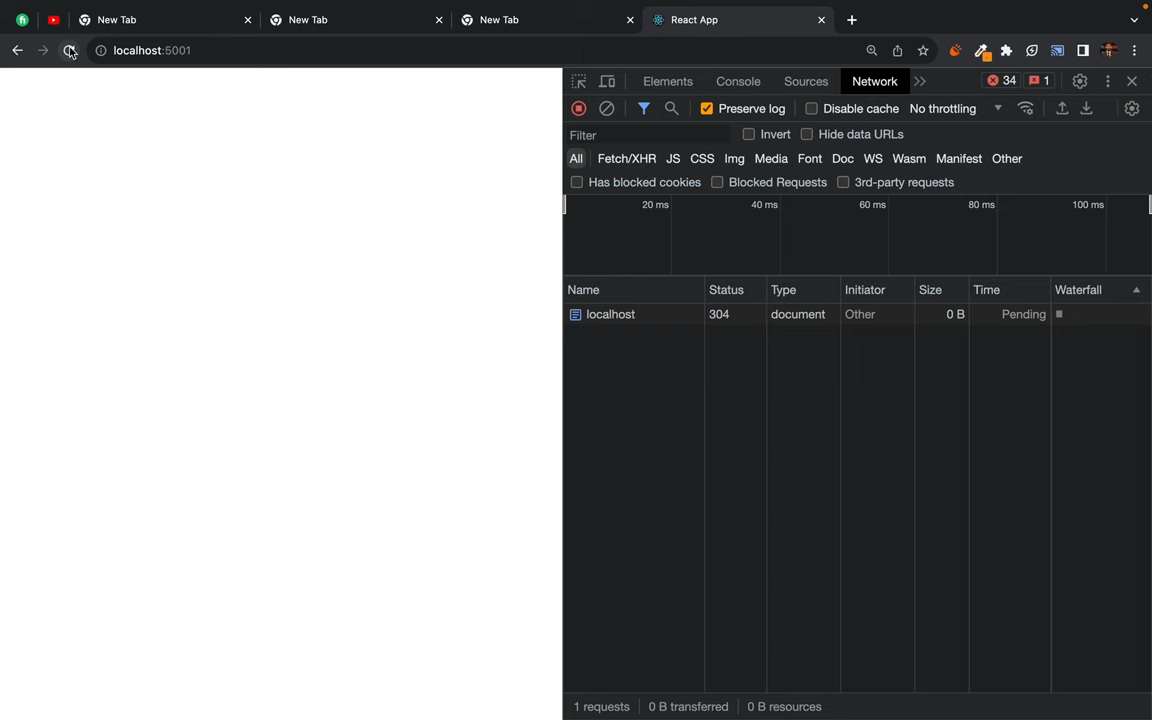 New Tab New Tab New Tab React App
localhost:5001
Elements Console Sources Network 34 1
Preserve log Disable cache No throttling
Filter Invert Hide data URLs
All Fetch/XHR JS CSS Img Media Font Doc WS Wasm Manifest Other
Has blocked cookies Blocked Requests 3rd-party requests
20 ms 40 ms 60 ms 80 ms 100 ms
Name Status Type Initiator Size Time Waterfall
localhost 304 document Other 0 B Pending
1 requests 0 B transferred 0 B resources